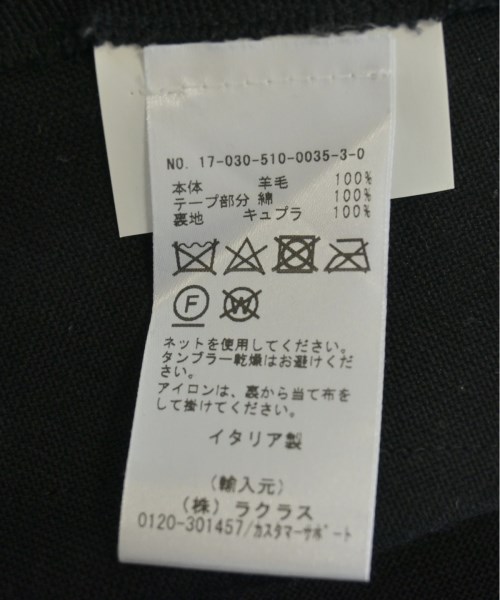 NO. 17-030-510-0035-3-0
本体 羊毛 100%
テープ部分 綿 100%
裏地 キュプラ 100%
F W
ネットを使用してください。
タンブラー乾燥はお避けくだ
さい。
アイロンは、裏から当て布を
して掛けてください。
イタリア製
(輸入元)
(株) ラクラス
0120-301457/カスタマーサポート